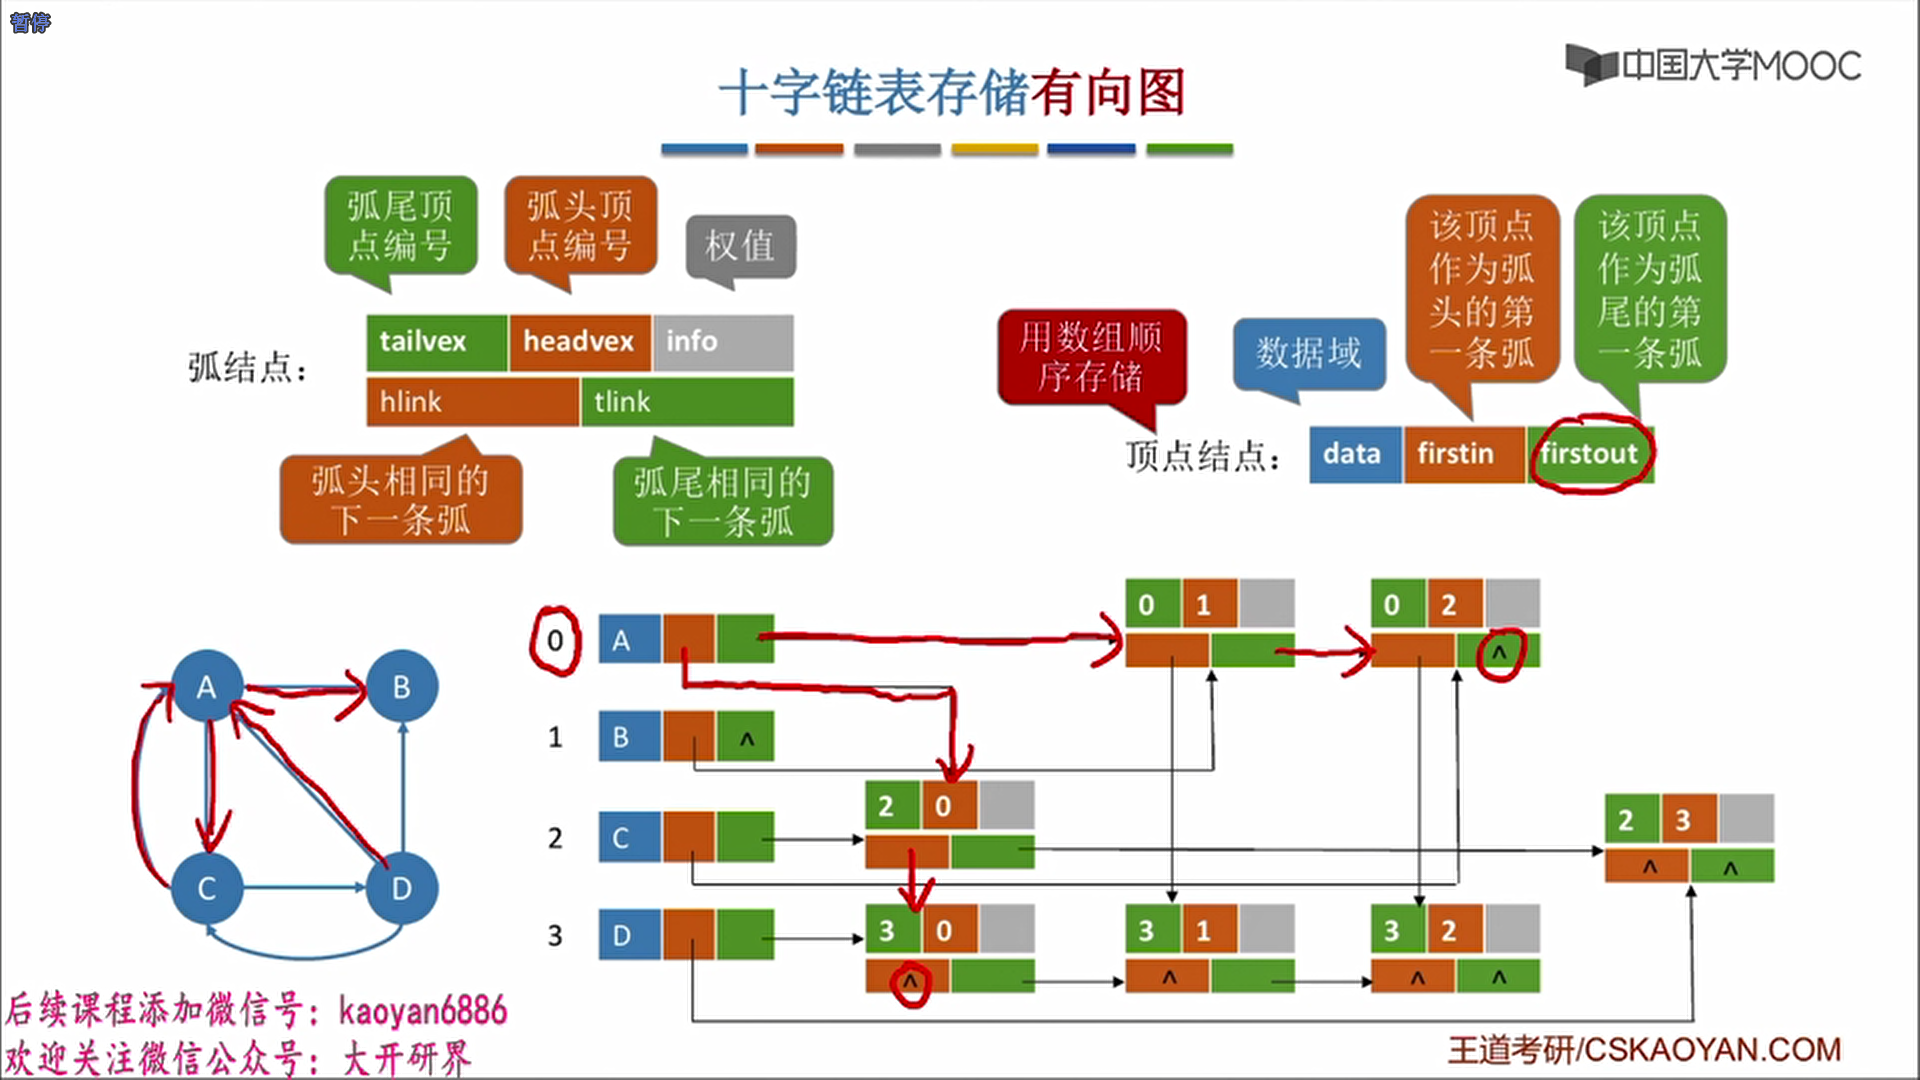 暂停
中国大学MOOC
十字链表存储有向图
弧尾顶
点编号
弧头顶
点编号
权值
tailvex headvex info
弧结点：
hlink tlink
弧头相同的
下一条弧
弧尾相同的
下一条弧
用数组顺
序存储
数据域
该顶点
作为弧
头的第
一条弧
该顶点
作为弧
尾的第
一条弧
顶点结点：
data firstin firstout
A B
C D
0 A
0 1
0 2 ^
1 B ^
2 C
2 0
2 3
^ ^
3 D
3 0
^
3 1
^
3 2
^ ^
后续课程添加微信号：kaoyan6886
欢迎关注微信公众号：大开研界
王道考研/CSKAOYAN.COM